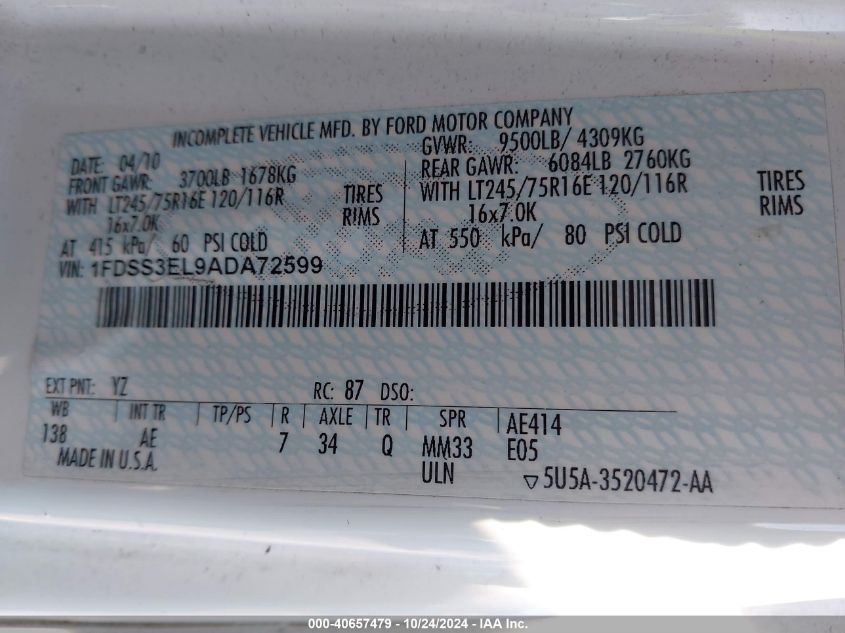 INCOMPLETE VEHICLE MFD. BY FORD MOTOR COMPANY
DATE: 04/10
GVWR: 9500LB/ 4309KG
FRONT GAWR: 3700LB 1678KG
REAR GAWR: 6084LB 2760KG
WITH LT245/75R16E 120/116R TIRES
WITH LT245/75R16E 120/116R TIRES
16x7.0K RIMS
16x7.0K RIMS
AT 415 kPa/ 60 PSI COLD
AT 550 kPa/ 80 PSI COLD
VIN: 1FDSS3EL9ADA72599
EXT PNT: YZ RC: 87 DSO:
WB INT TR TP/PS R AXLE TR SPR AE414
138 AE 7 34 Q MM33 E05
MADE IN U.S.A. ULN ▽5U5A-3520472-AA
000-40657479 - 10/24/2024 - IAA Inc.